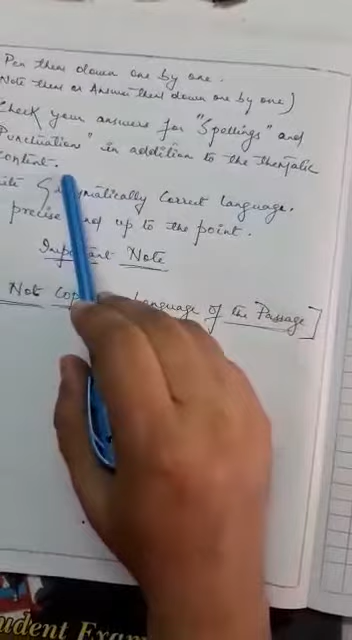 Pen them down one by one.
Note them or Answer them down one by one)
Check your answers for "Spellings" and
Punctuation" in addition to the thematic
content.
matically correct language.
precise and up to the point.
Important Note
Not Language of the Passage]
udent Exam